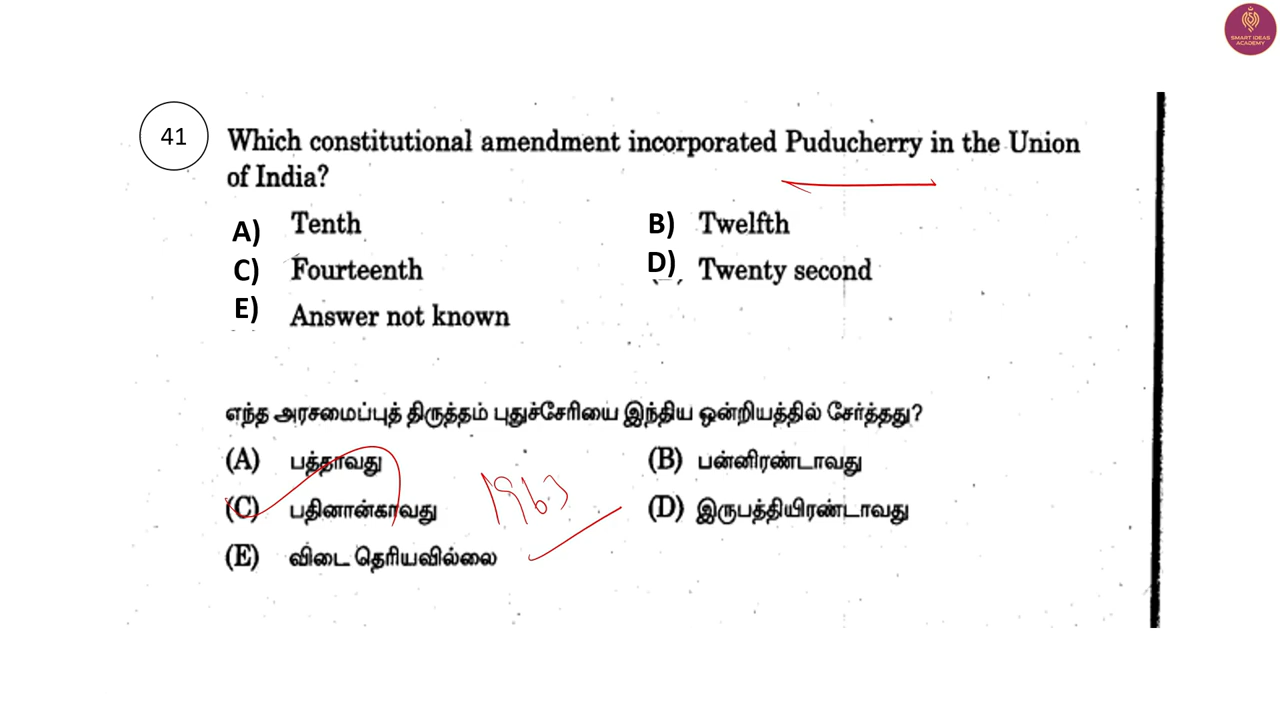 SMART IDEAS
ACADEMY
41
Which constitutional amendment incorporated Puducherry in the Union
of India?
A) Tenth B) Twelfth
C) Fourteenth D) Twenty second
E) Answer not known
எந்த அரசமைப்புத் திருத்தம் புதுச்சேரியை இந்திய ஒன்றியத்தில் சேர்த்தது?
(A) பத்தாவது (B) பன்னிரண்டாவது
(C) பதினான்காவது 1963 (D) இருபத்தியிரண்டாவது
(E) விடை தெரியவில்லை